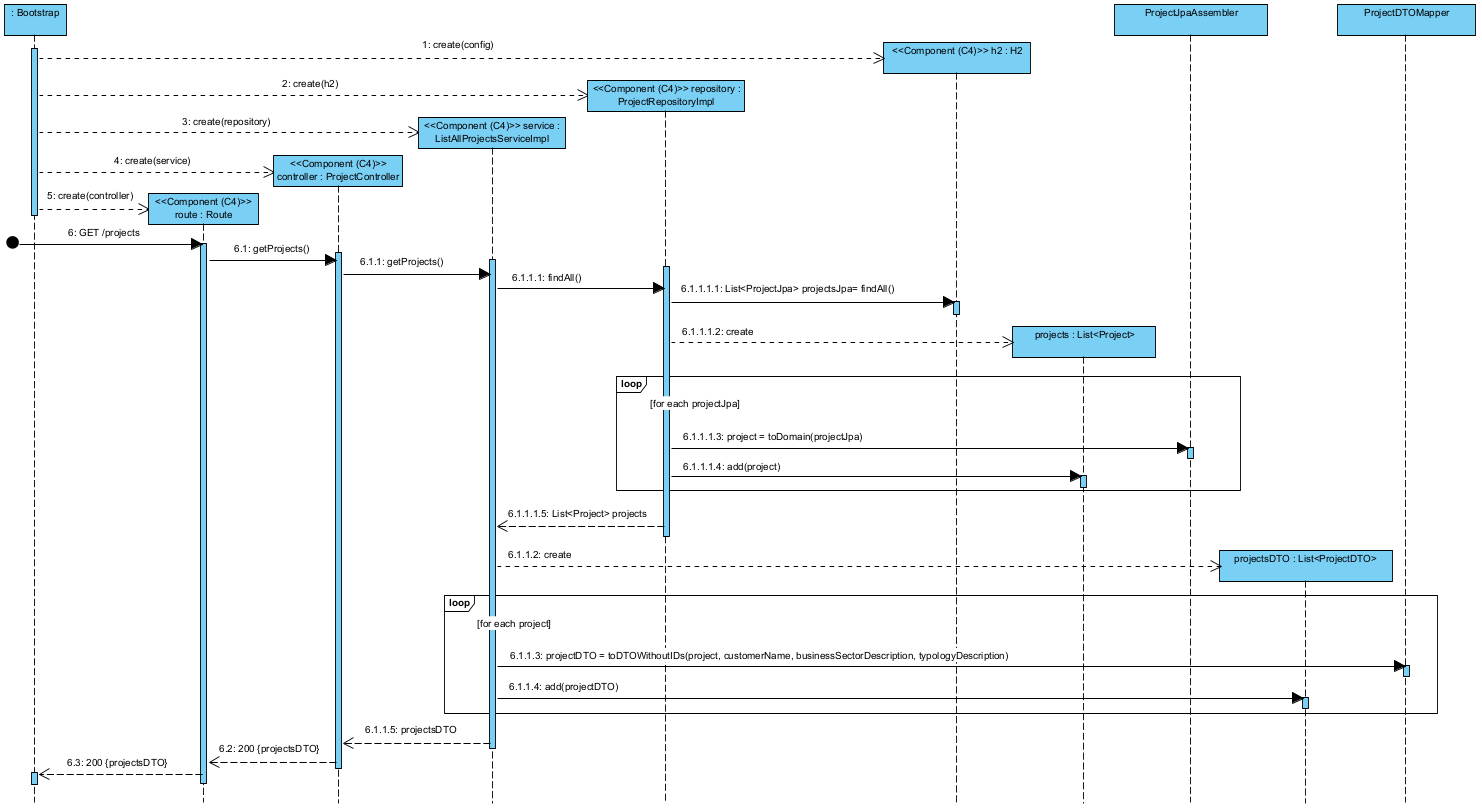 : Bootstrap
ProjectJpaAssembler
ProjectDTOMapper
1: create(config)
<<Component (C4)>> h2 : H2
2: create(h2)
<<Component (C4)>> repository :
ProjectRepositoryImpl
3: create(repository)
<<Component (C4)>> service :
ListAllProjectsServiceImpl
4: create(service)
<<Component (C4)>>
controller : ProjectController
5: create(controller)
<<Component (C4)>>
route : Route
6: GET /projects
6.1: getProjects()
6.1.1: getProjects()
6.1.1.1: findAll()
6.1.1.1.1: List<ProjectJpa> projectsJpa= findAll()
6.1.1.1.2: create
projects : List<Project>
loop
[for each projectJpa]
6.1.1.1.3: project = toDomain(projectJpa)
6.1.1.1.4: add(project)
6.1.1.1.5: List<Project> projects
6.1.1.2: create
projectsDTO : List<ProjectDTO>
loop
[for each project]
6.1.1.3: projectDTO = toDTOWithoutIDs(project, customerName, businessSectorDescription, typologyDescription)
6.1.1.4: add(projectDTO)
6.1.1.5: projectsDTO
6.2: 200 {projectsDTO}
6.3: 200 {projectsDTO}